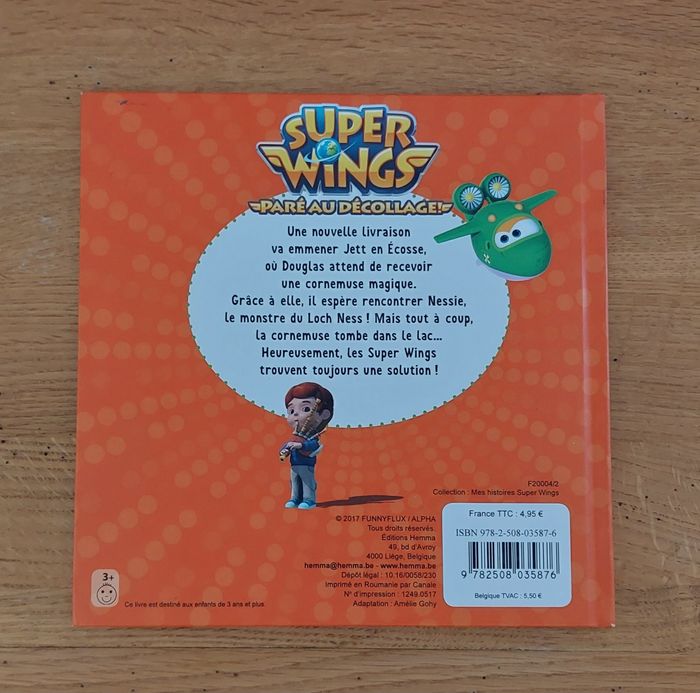 SUPER
WINGS
PARÉ AU DÉCOLLAGE!
Une nouvelle livraison
va emmener Jett en Écosse,
où Douglas attend de recevoir
une cornemuse magique.
Grâce à elle, il espère rencontrer Nessie,
le monstre du Loch Ness ! Mais tout à coup,
la cornemuse tombe dans le lac...
Heureusement, les Super Wings
trouvent toujours une solution !
F20004/2
Collection : Mes histoires Super Wings
© 2017 FUNNYFLUX / ALPHA
Tous droits réservés.
Éditions Hemma
49, bd d'Avroy
4000 Liège, Belgique
hemma@hemma.be - www.hemma.be
Dépôt légal : 10.16/0058/230
Imprimé en Roumanie par Canale
N° d'impression : 1249.0517
Adaptation : Amélie Gohy
France TTC : 4,95 €
ISBN 978-2-508-03587-6
9 782508 035876
Belgique TVAC : 5,50 €
3+
Ce livre est destiné aux enfants de 3 ans et plus.